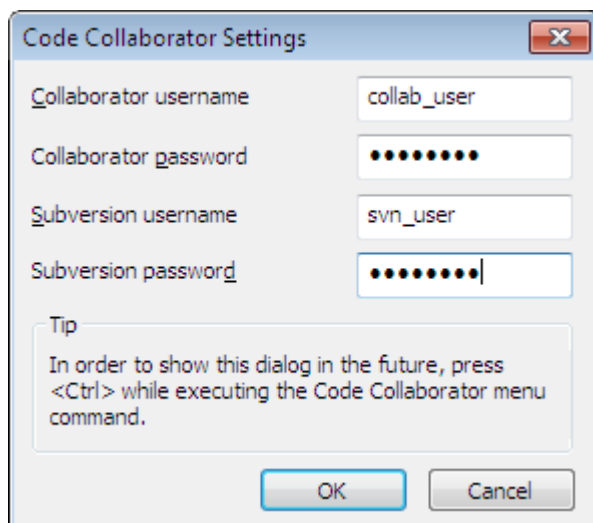 Code Collaborator Settings
Collaborator username collab_user
Collaborator password ●●●●●●●●
Subversion username svn_user
Subversion password ●●●●●●●●
Tip
In order to show this dialog in the future, press
<Ctrl> while executing the Code Collaborator menu
command.
OK Cancel